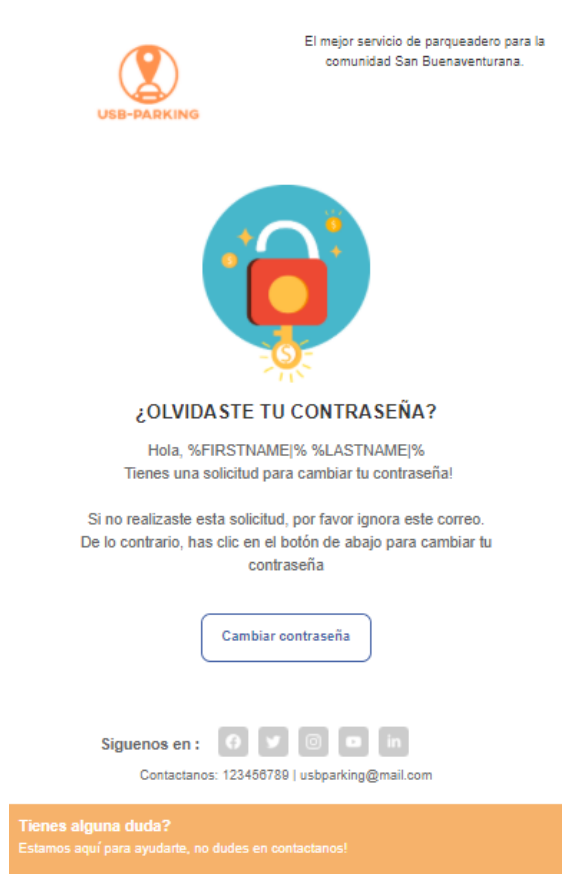 El mejor servicio de parqueadero para la
comunidad San Buenaventurana.
USB-PARKING
¿OLVIDASTE TU CONTRASEÑA?
Hola, %FIRSTNAME|% %LASTNAME|%
Tienes una solicitud para cambiar tu contraseña!
Si no realizaste esta solicitud, por favor ignora este correo.
De lo contrario, has clic en el botón de abajo para cambiar tu
contraseña
Cambiar contraseña
Siguenos en :
Contactanos: 123456789 | usbparking@mail.com
Tienes alguna duda?
Estamos aquí para ayudarte, no dudes en contactanos!